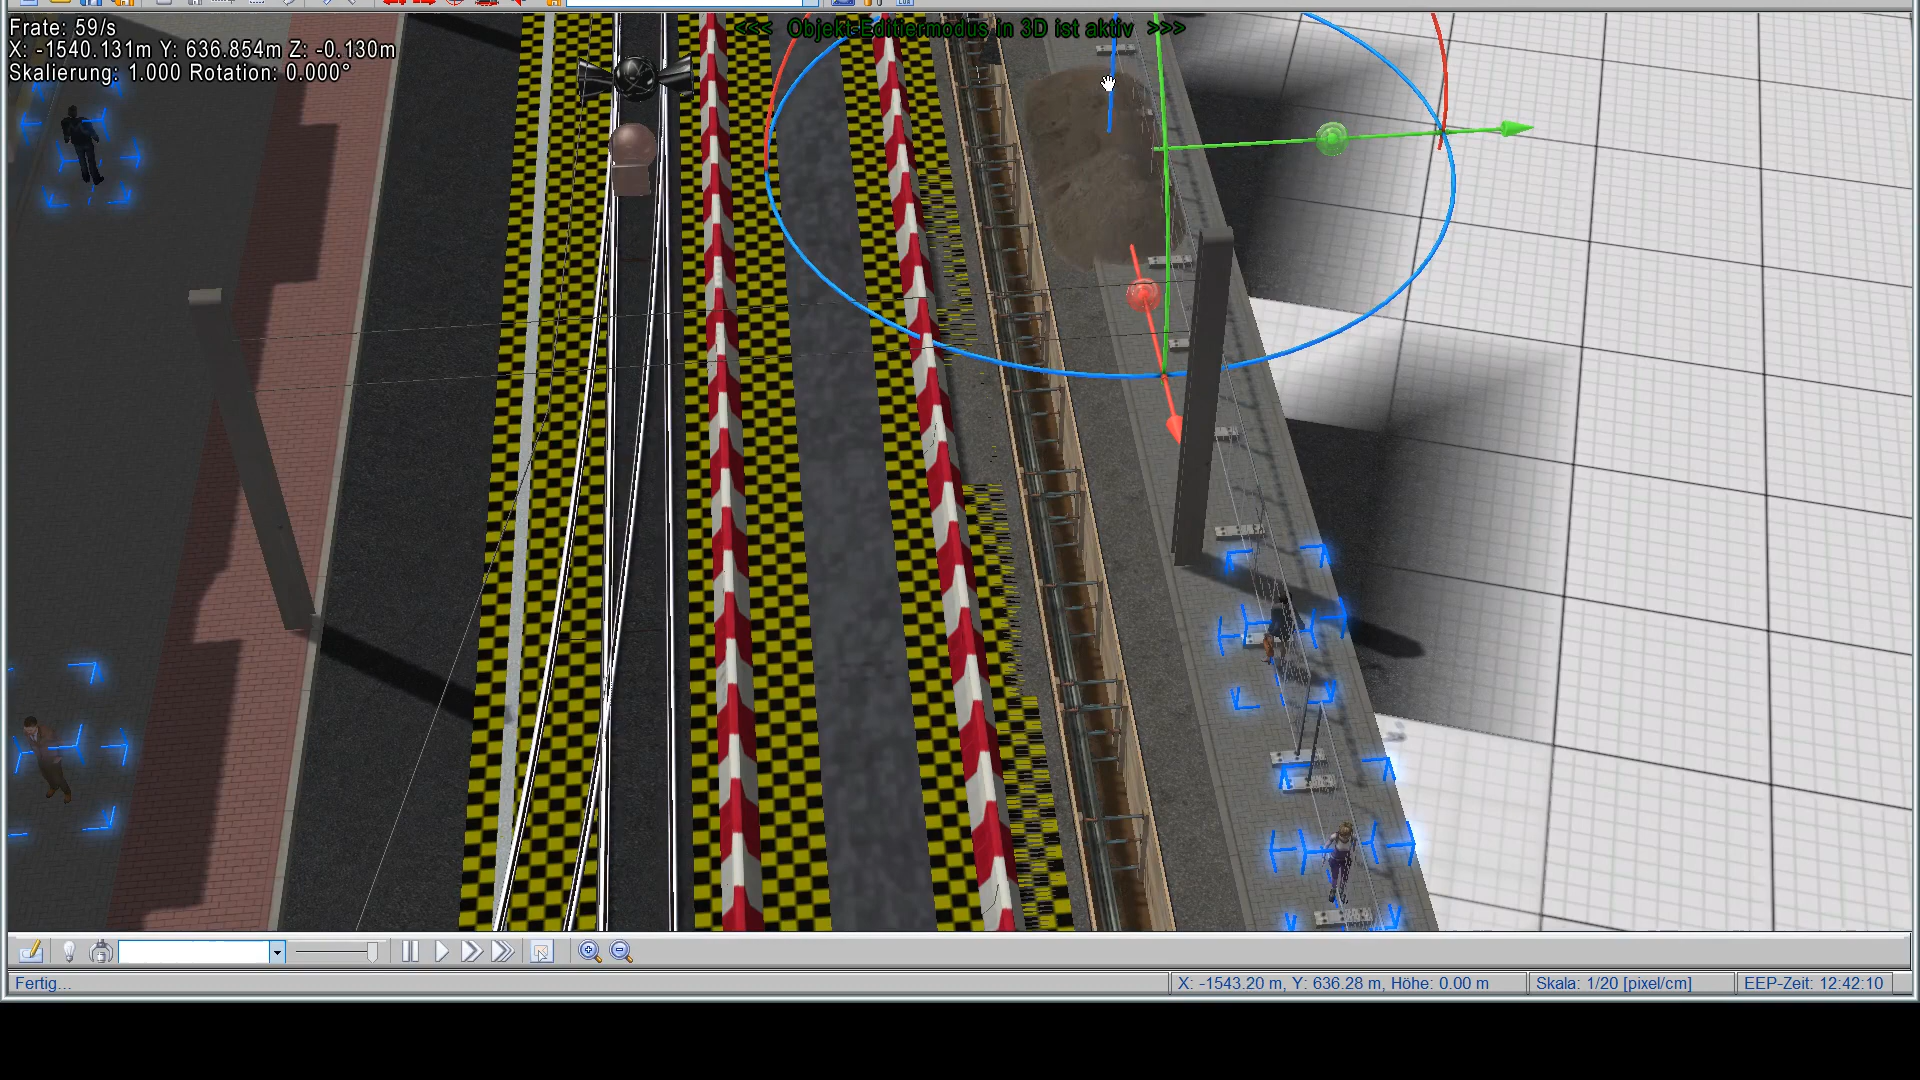 Frate: 59/s
<<< Objekt-Editiermodus in 3D ist aktiv >>>
X: -1540.131m Y: 636.854m Z: -0.130m
Skalierung: 1.000 Rotation: 0.000°
Fertig...
X: -1543.20 m, Y: 636.28 m, Höhe: 0.00 m
Skala: 1/20 [pixel/cm]
EEP-Zeit: 12:42:10